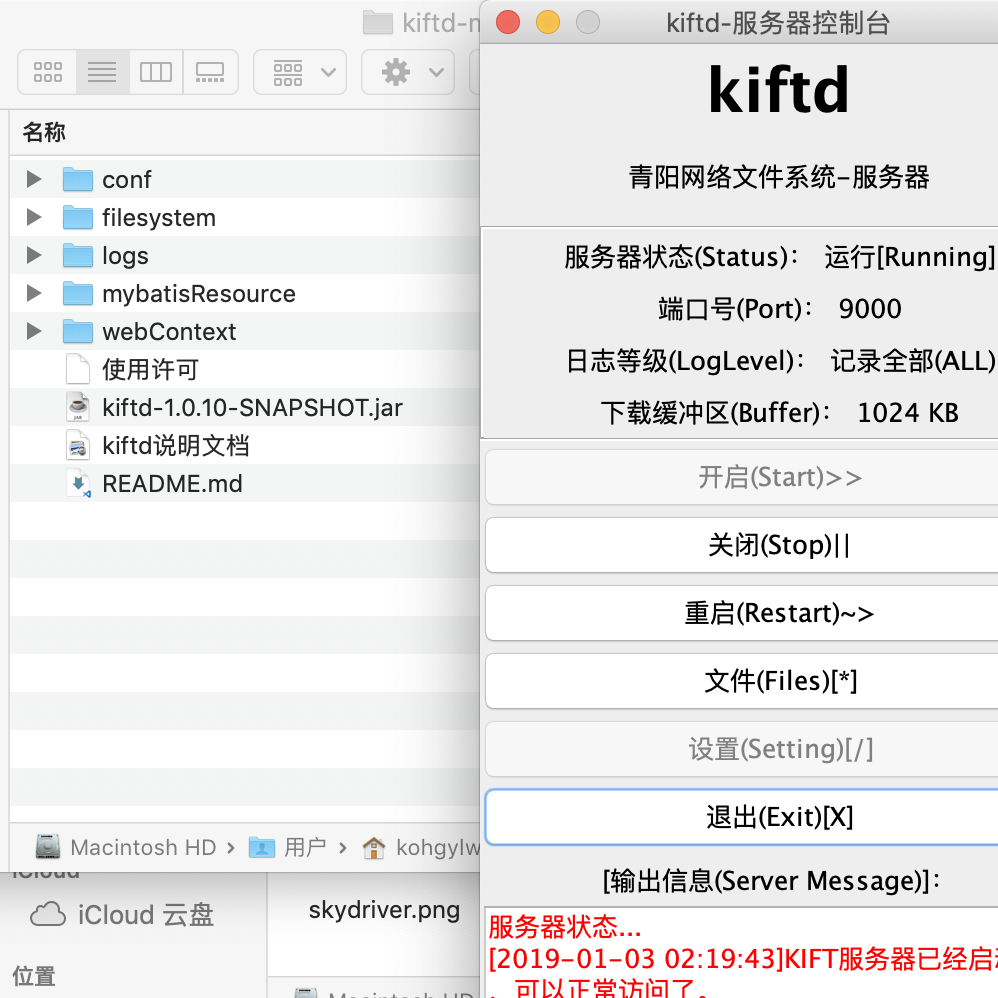 kiftd-
kiftd-服务器控制台
名称
conf
filesystem
logs
mybatisResource
webContext
使用许可
kiftd-1.0.10-SNAPSHOT.jar
kiftd说明文档
README.md
Macintosh HD › 用户 › kohgylw
iCloud
iCloud 云盘
位置
skydriver.png
Macintosh HD
kiftd
青阳网络文件系统-服务器
服务器状态(Status)： 运行[Running]
端口号(Port)： 9000
日志等级(LogLevel)： 记录全部(ALL)
下载缓冲区(Buffer)： 1024 KB
开启(Start)>>
关闭(Stop)||
重启(Restart)~>
文件(Files)[*]
设置(Setting)[/]
退出(Exit)[X]
[输出信息(Server Message)]:
服务器状态...
[2019-01-03 02:19:43]KIFT服务器已经启动
，可以正常访问了。